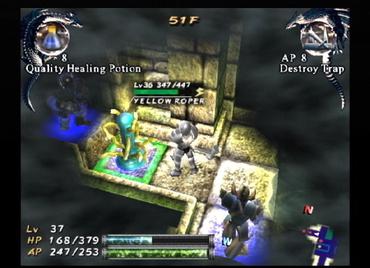 51F
8
Quality Healing Potion
AP 8
Destroy Trap
Lv36 347/447
YELLOW ROPER
Lv 37
HP 168/379
AP 247/253
N
W